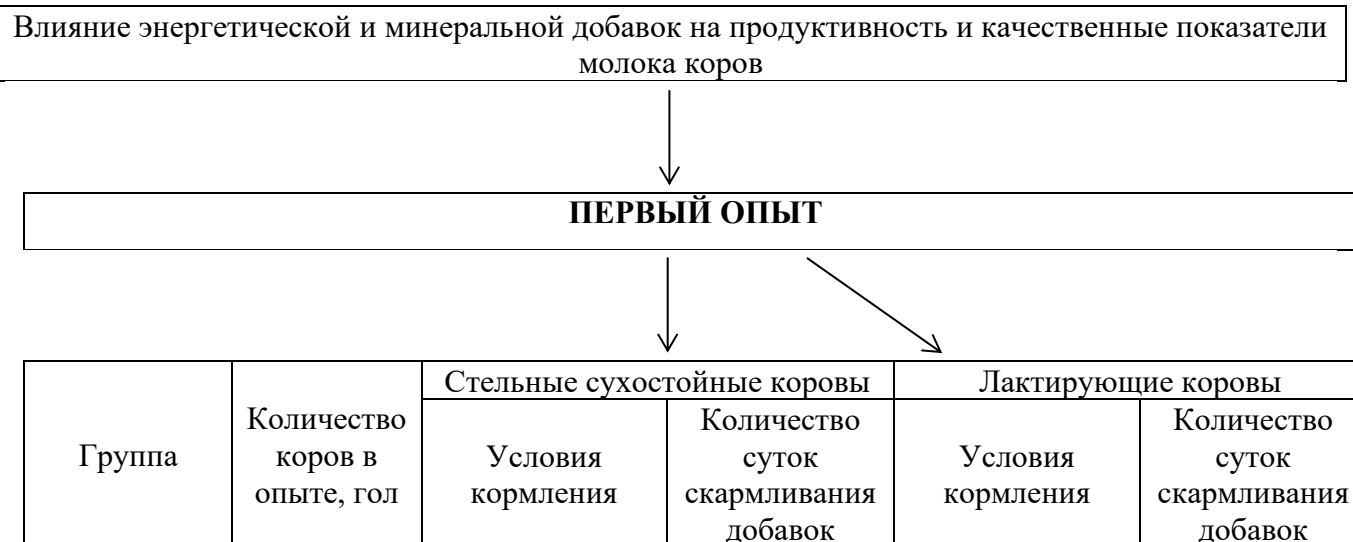 Влияние энергетической и минеральной добавок на продуктивность и качественные показатели
молока коров
ПЕРВЫЙ ОПЫТ
Группа
Количество
коров в
опыте, гол
Стельные сухостойные коровы
Условия
кормления
Количество
суток
скармливания
добавок
Лактирующие коровы
Условия
кормления
Количество
суток
скармливания
добавок